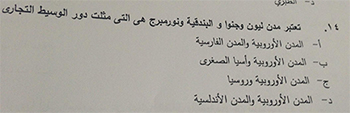 د- الصبرى
١٤. تعتبر مدن ليون وجنوا و البندقية ونورمبرج هى التى مثلت دور الوسيط التجارى
أ- المدن الأوروبية والمدن الفارسية
ب- المدن الأوروبية وأسيا الصغرى
ج- المدن الأوروبية وروسيا
د- المدن الأوروبية والمدن الأندلسية